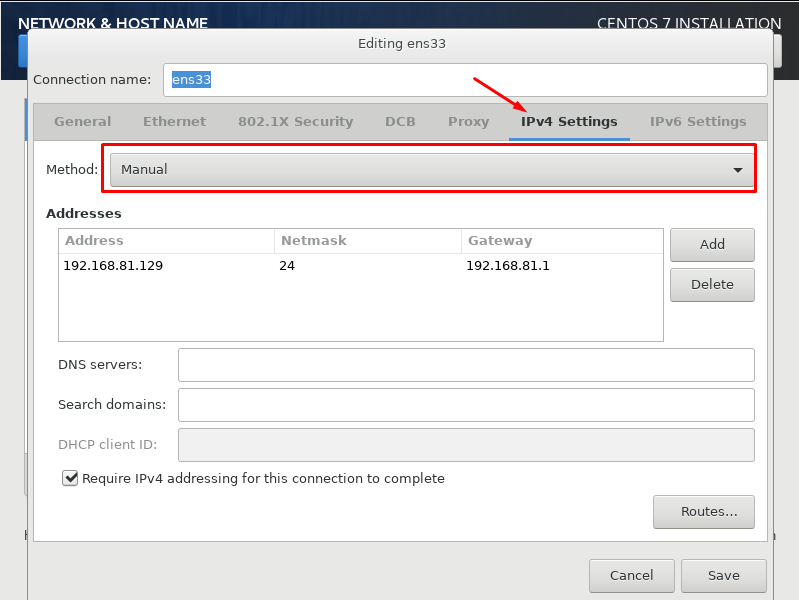 NETWORK & HOST NAME
CENTOS 7 INSTALLATION
Editing ens33
Connection name: ens33
General Ethernet 802.1X Security DCB Proxy IPv4 Settings IPv6 Settings
Method: Manual
Addresses
Address Netmask Gateway
192.168.81.129 24 192.168.81.1
Add
Delete
DNS servers:
Search domains:
DHCP client ID:
Require IPv4 addressing for this connection to complete
Routes...
Cancel Save